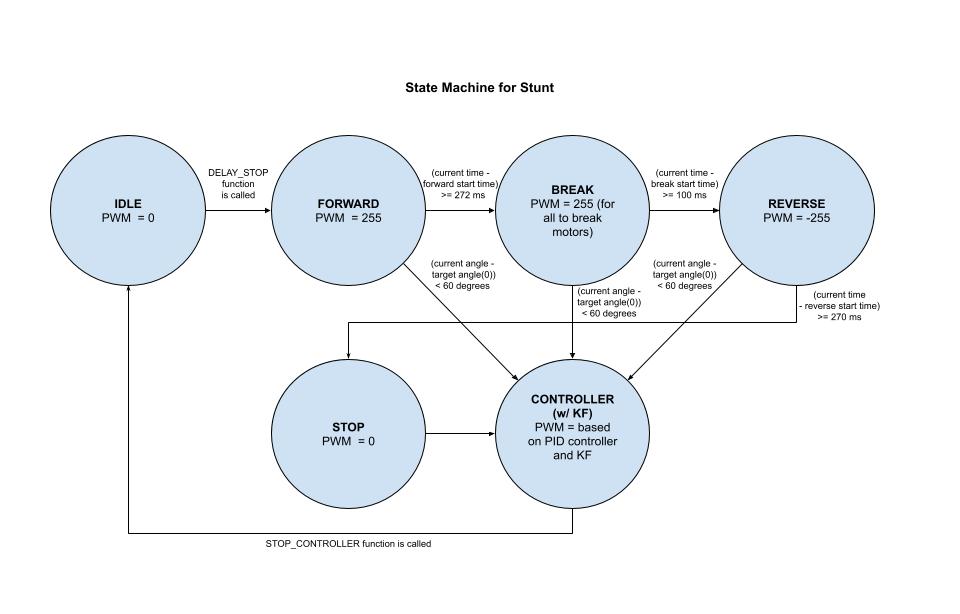 State Machine for Stunt
IDLE
PWM = 0
DELAY_STOP
function
is called
FORWARD
PWM = 255
(current time -
forward start time)
>= 272 ms
BREAK
PWM = 255 (for
all to break
motors)
(current time -
break start time)
>= 100 ms
REVERSE
PWM = -255
(current angle -
target angle(0))
< 60 degrees
(current angle -
target angle(0))
< 60 degrees
(current angle -
target angle(0))
< 60 degrees
(current time
- reverse start time)
>= 270 ms
STOP
PWM = 0
CONTROLLER
(w/ KF)
PWM = based
on PID controller
and KF
STOP_CONTROLLER function is called